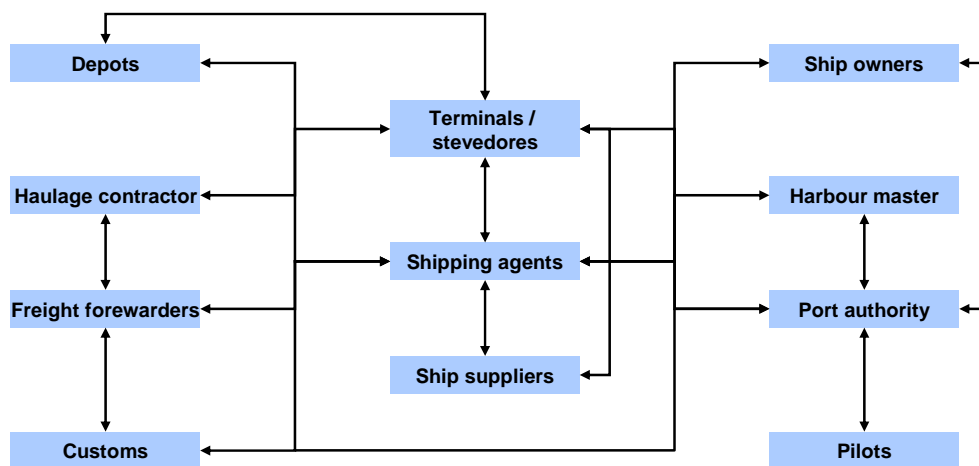 Depots
Ship owners
Terminals /
stevedores
Haulage contractor
Harbour master
Shipping agents
Freight forewarders
Port authority
Ship suppliers
Customs
Pilots